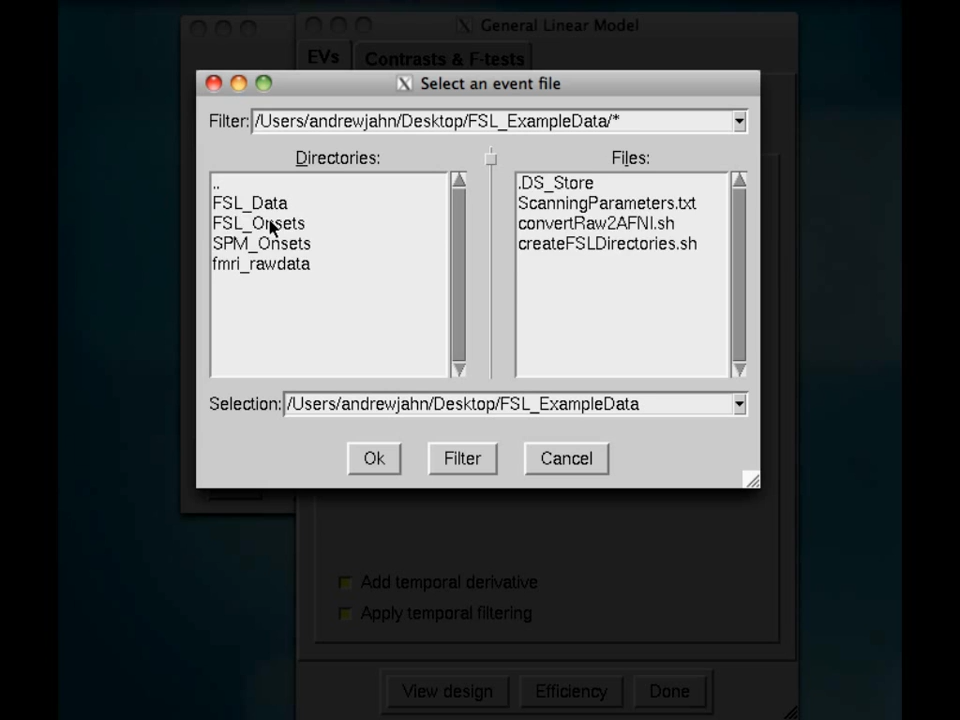 General Linear Model
EVs
Contrasts & F-tests
Select an event file
Filter: /Users/andrewjahn/Desktop/FSL_ExampleData/*
Directories:
Files:
..
FSL_Data
FSL_Onsets
SPM_Onsets
fmri_rawdata
.DS_Store
ScanningParameters.txt
convertRaw2AFNI.sh
createFSLDirectories.sh
Selection: /Users/andrewjahn/Desktop/FSL_ExampleData
Ok
Filter
Cancel
Add temporal derivative
Apply temporal filtering
View design
Efficiency
Done